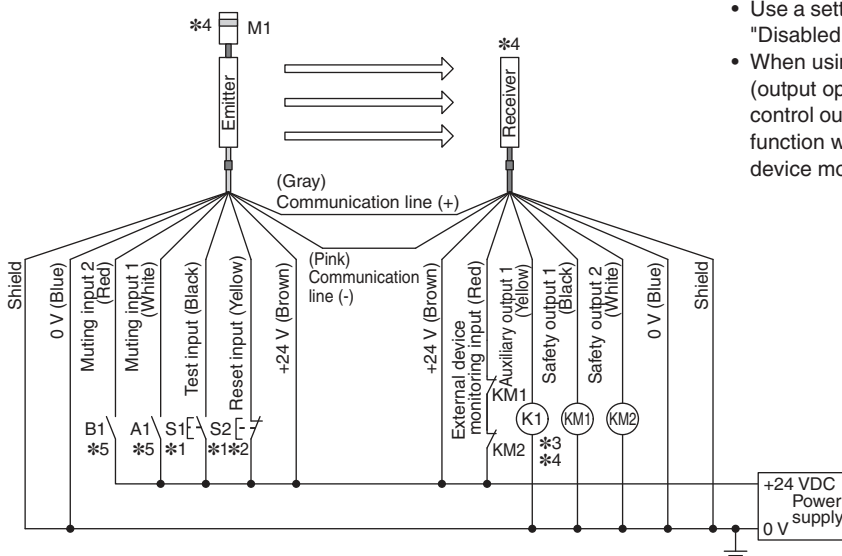 *4
M1
Emitter
*4
Receiver
• Use a sett
"Disabled
• When usin
(output op
control ou
function w
device mo
(Gray)
Communication line (+)
(Pink)
Communication
line (-)
Shield
0 V (Blue)
Muting input 2
(Red)
Muting input 1
(White)
Test input (Black)
Reset input (Yellow)
+24 V (Brown)
+24 V (Brown)
External device
monitoring input (Red)
Auxiliary output 1
(Yellow)
Safety output 1
(Black)
Safety output 2
(White)
0 V (Blue)
Shield
B1
*5
A1
*5
S1
*1
S2
*1*2
KM1
KM2
K1
*3
*4
KM1
KM2
+24 VDC
Power
supply
0 V